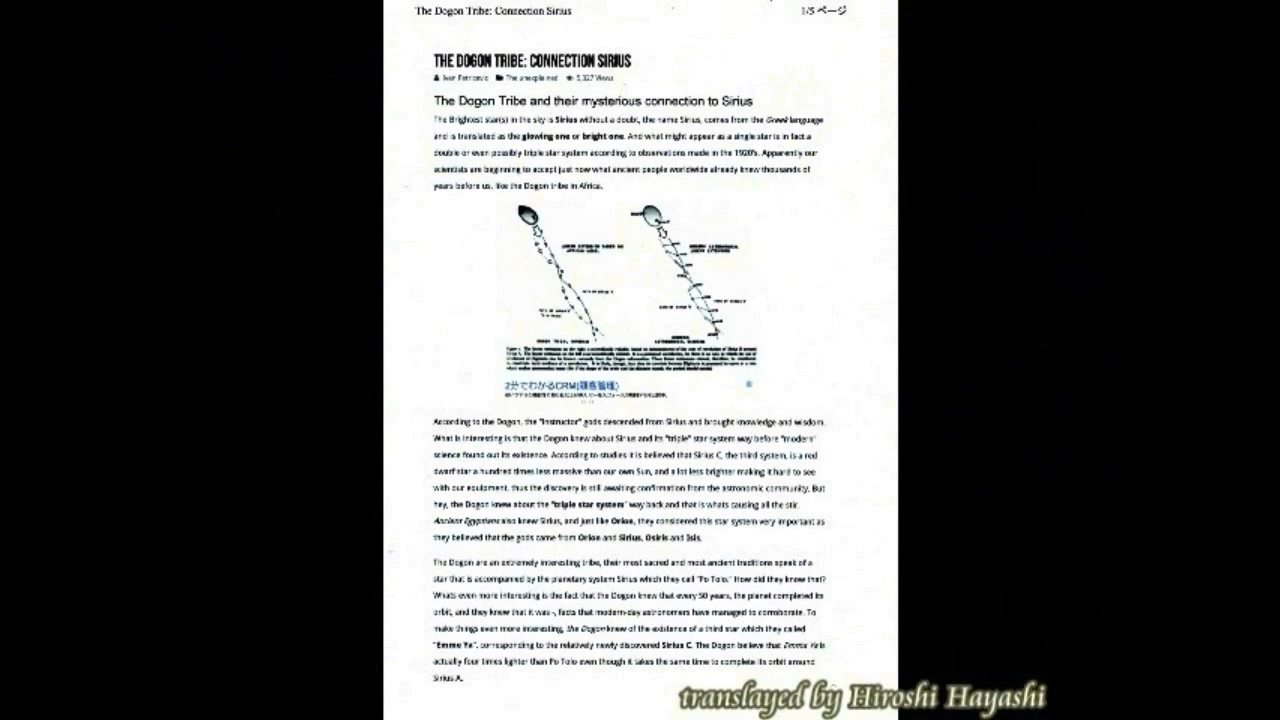 The Dogon Tribe: Connection Sirius
1/5 ページ
THE DOGON TRIBE: CONNECTION SIRIUS
Ivan Petricevic The unexplained 5,327 Views
The Dogon Tribe and their mysterious connection to Sirius
The Brightest star(s) in the sky is Sirius without a doubt, the name Sirius, comes from the Greek language
and is translated as the glowing one or bright one. And what might appear as a single star is in fact a
double or even possibly triple star system according to observations made in the 1920's. Apparently our
scientists are beginning to accept just now what ancient people worldwide already knew thousands of
years before us, like the Dogon tribe in Africa.
2分でわかるCRM(顧客管理)
According to the Dogon, the "Instructor" gods descended from Sirius and brought knowledge and wisdom.
What is interesting is that the Dogon knew about Sirius and its "triple" star system way before "modern"
science found out its existence. According to studies it is believed that Sirius C, the third system, is a red
dwarf star a hundred times less massive than our own Sun, and a lot less brighter making it hard to see
with our equipment, thus the discovery is still awaiting confirmation from the astronomic community. But
hey, the Dogon knew about the "triple star system" way back and that is whats causing all the stir.
Ancient Egyptians also knew Sirius, and just like Orion, they considered this star system very important as
they believed that the gods came from Orion and Sirius, Osiris and Isis.
The Dogon are an extremely interesting tribe, their most sacred and most ancient traditions speak of a
star that is accompanied by the planetary system Sirius which they call "Po Tolo." How did they know that?
Whats even more interesting is the fact that the Dogon knew that every 50 years, the planet completed its
orbit, and they knew that it was -, facts that modern-day astronomers have managed to corroborate. To
make things even more interesting, the Dogon knew of the existence of a third star which they called
"Emme Ya", corresponding to the relatively newly discovered Sirius C. The Dogon believe that Emme Ya is
actually four times lighter than Po Tolo even though it takes the same time to complete its orbit around
Sirius A.
translayed by Hiroshi Hayashi